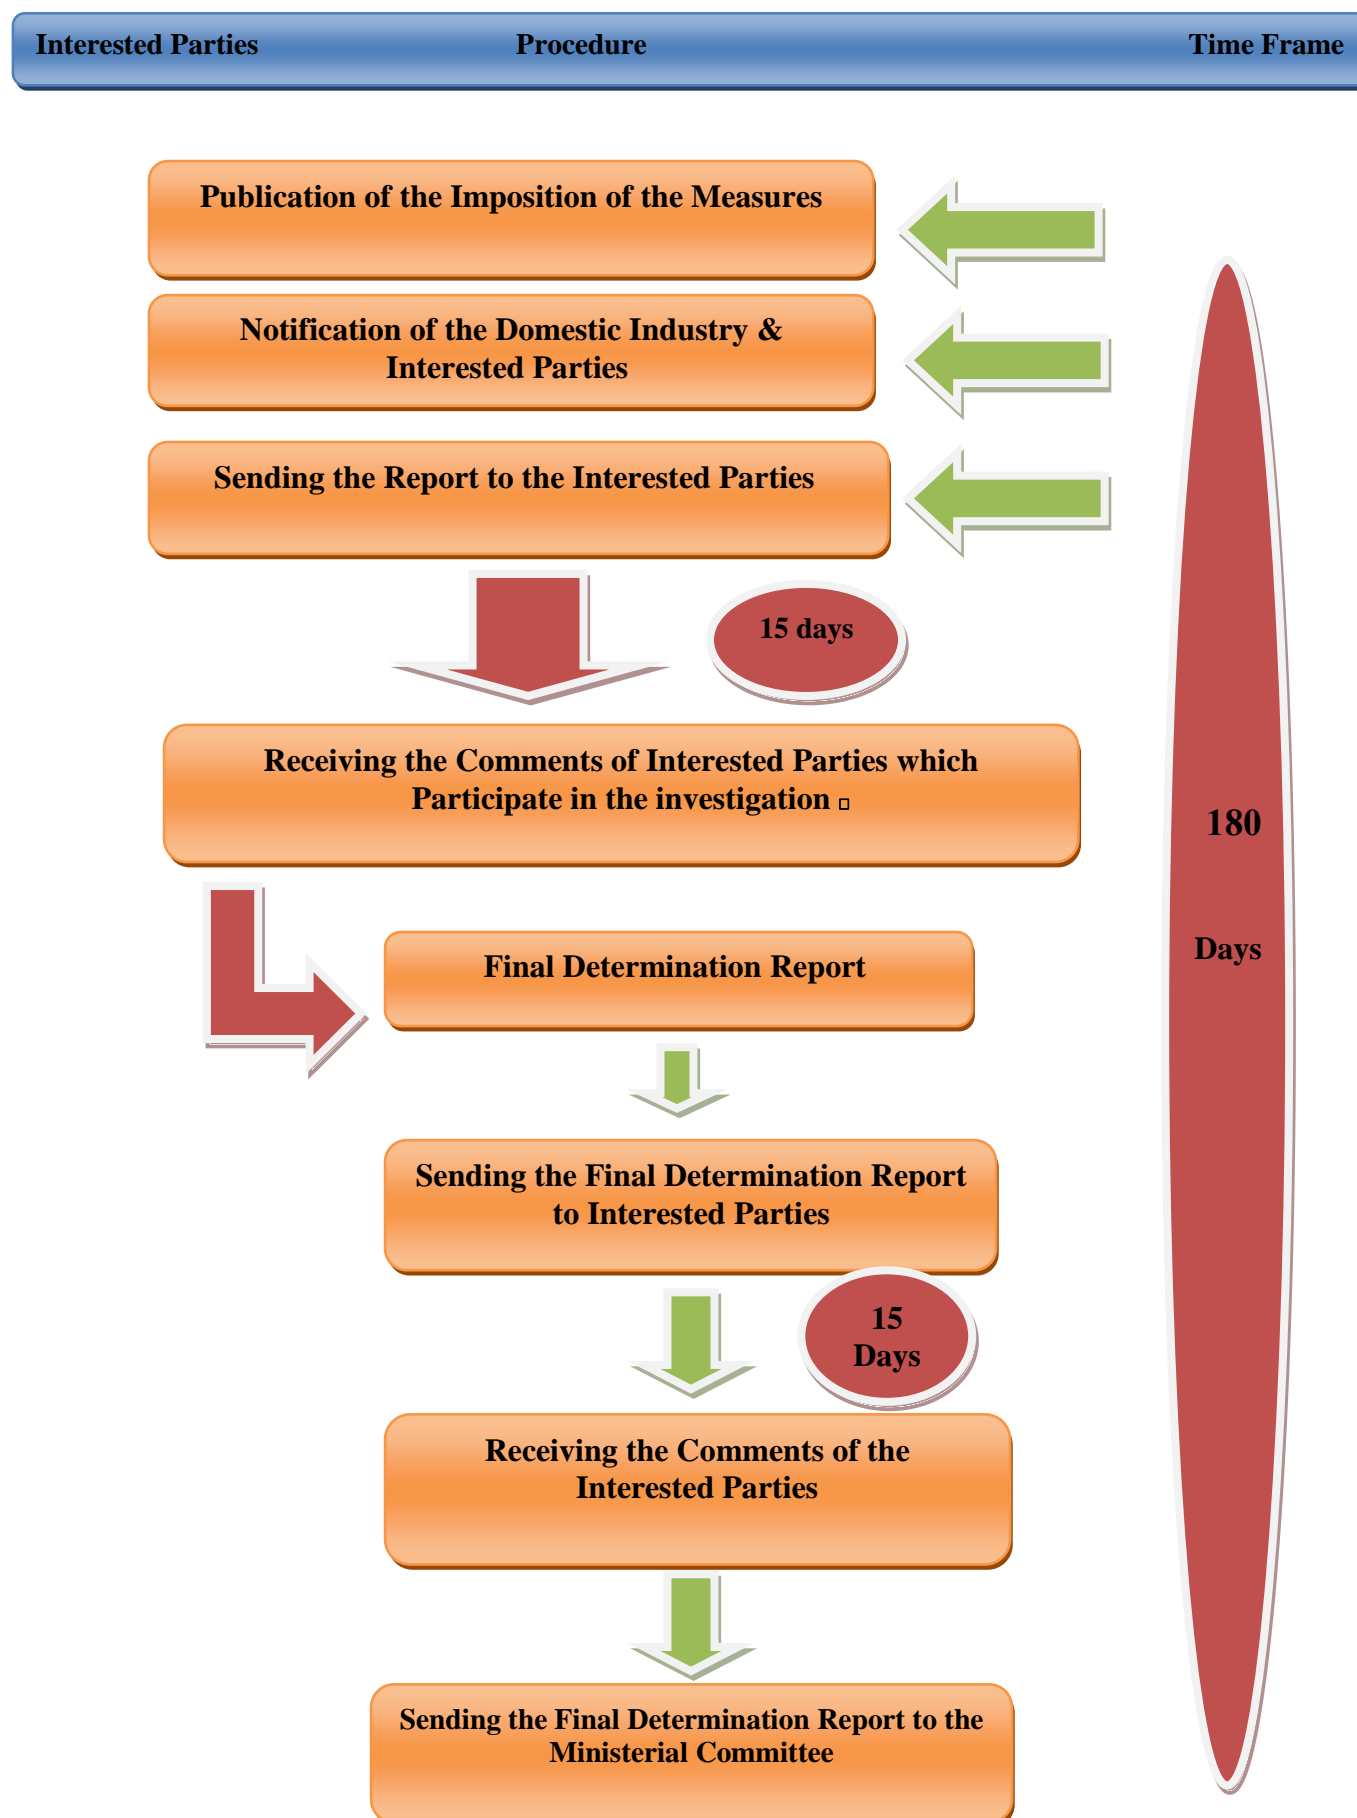 Interested Parties Procedure Time Frame
Publication of the Imposition of the Measures
Notification of the Domestic Industry &
Interested Parties
Sending the Report to the Interested Parties
15 days
Receiving the Comments of Interested Parties which
Participate in the investigation
180
Days
Final Determination Report
Sending the Final Determination Report
to Interested Parties
15
Days
Receiving the Comments of the
Interested Parties
Sending the Final Determination Report to the
Ministerial Committee